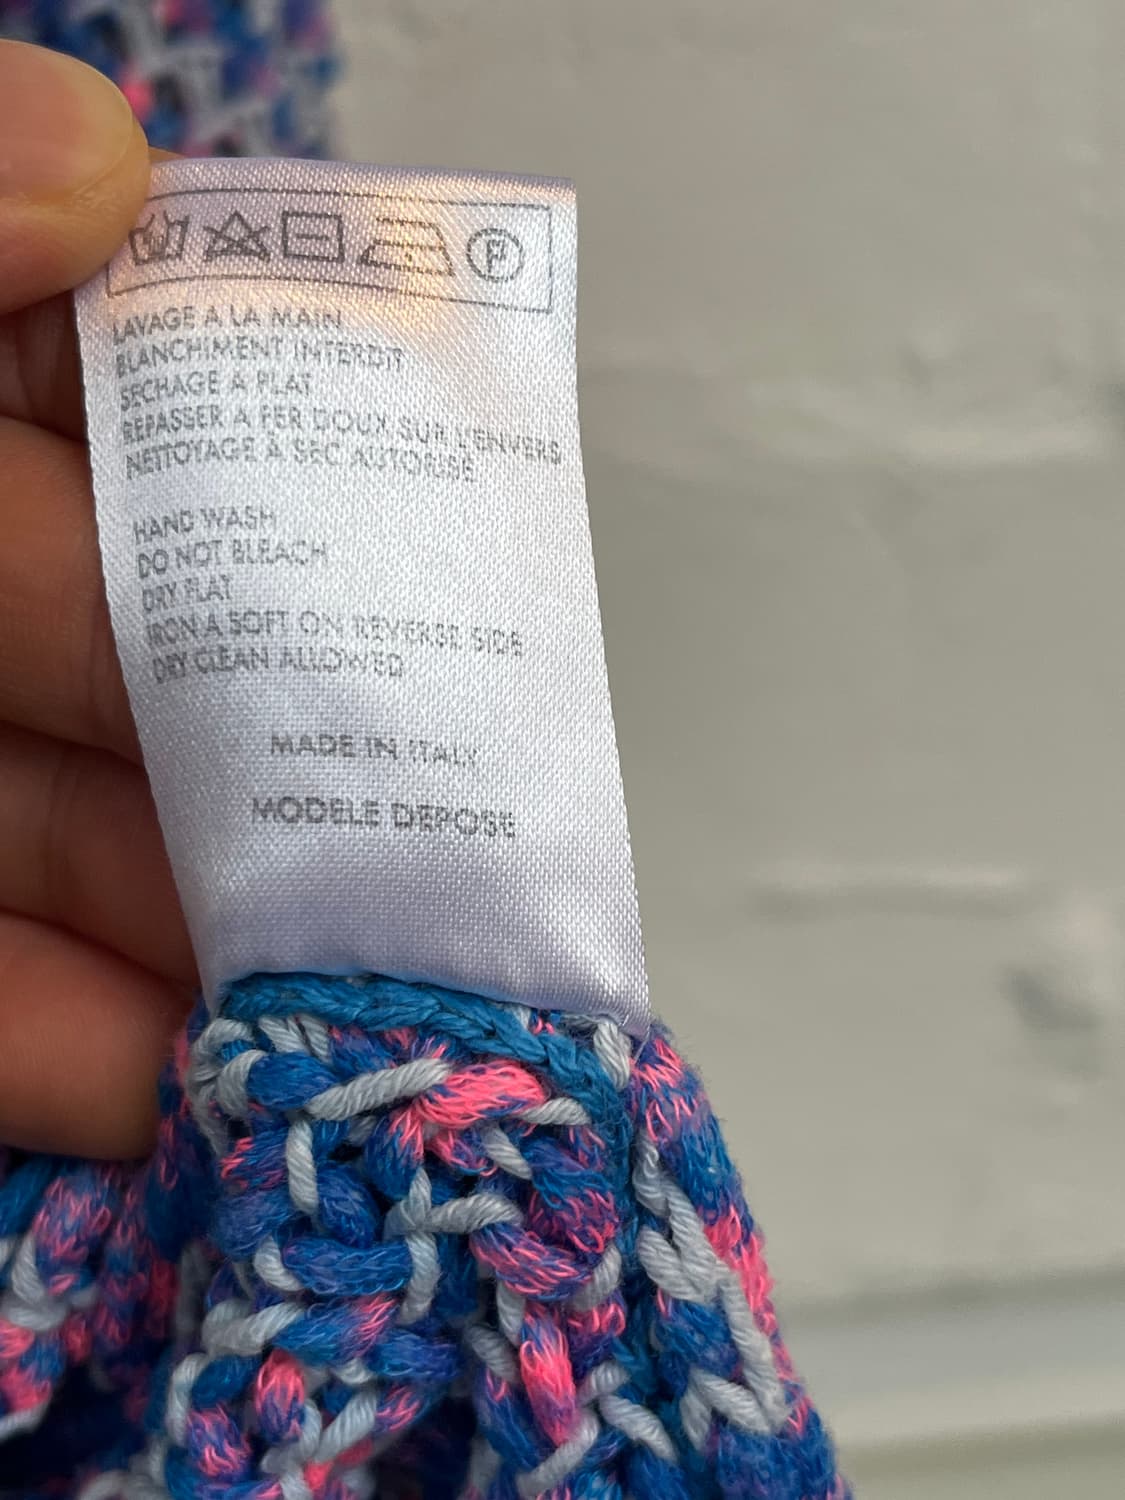 P
LAVAGE A LA MAIN
BLANCHIMENT INTERDIT
SECHAGE A PLAT
REPASSER A FER DOUX SUR L'ENVERS
NETTOYAGE À SEC AUTORISE
HAND WASH
DO NOT BLEACH
DRY FLAT
IRON A SOFT ON REVERSE SIDE
DRY CLEAN ALLOWED
MADE IN ITALY
MODELE DEPOSE